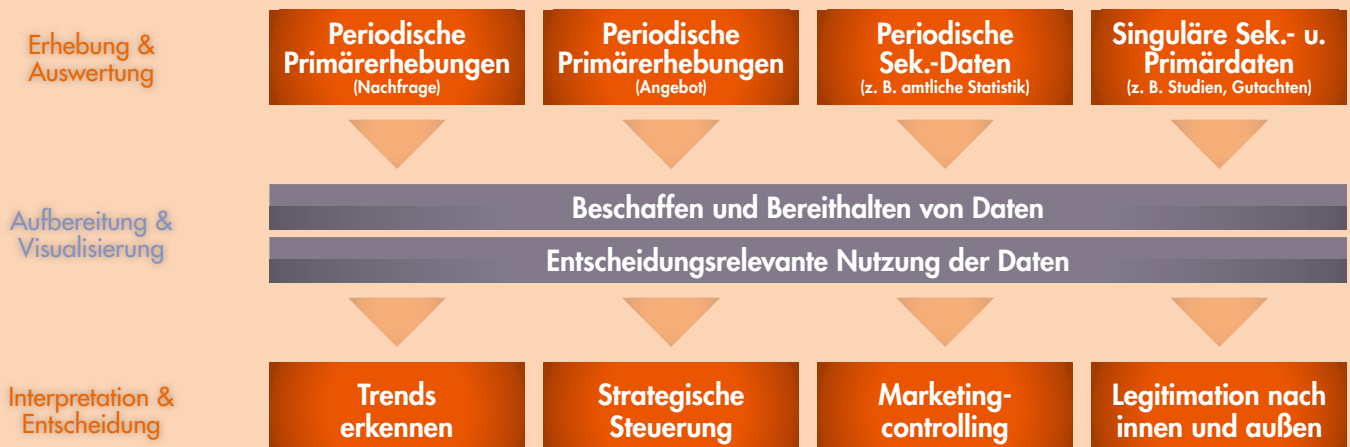 Erhebung &
Auswertung
Periodische
Primärerhebungen
(Nachfrage)
Periodische
Primärerhebungen
(Angebot)
Periodische
Sek.-Daten
(z. B. amtliche Statistik)
Singuläre Sek.- u.
Primärdaten
(z. B. Studien, Gutachten)
Aufbereitung &
Visualisierung
Beschaffen und Bereithalten von Daten
Entscheidungsrelevante Nutzung der Daten
Interpretation &
Entscheidung
Trends
erkennen
Strategische
Steuerung
Marketing-
controlling
Legitimation nach
innen und außen